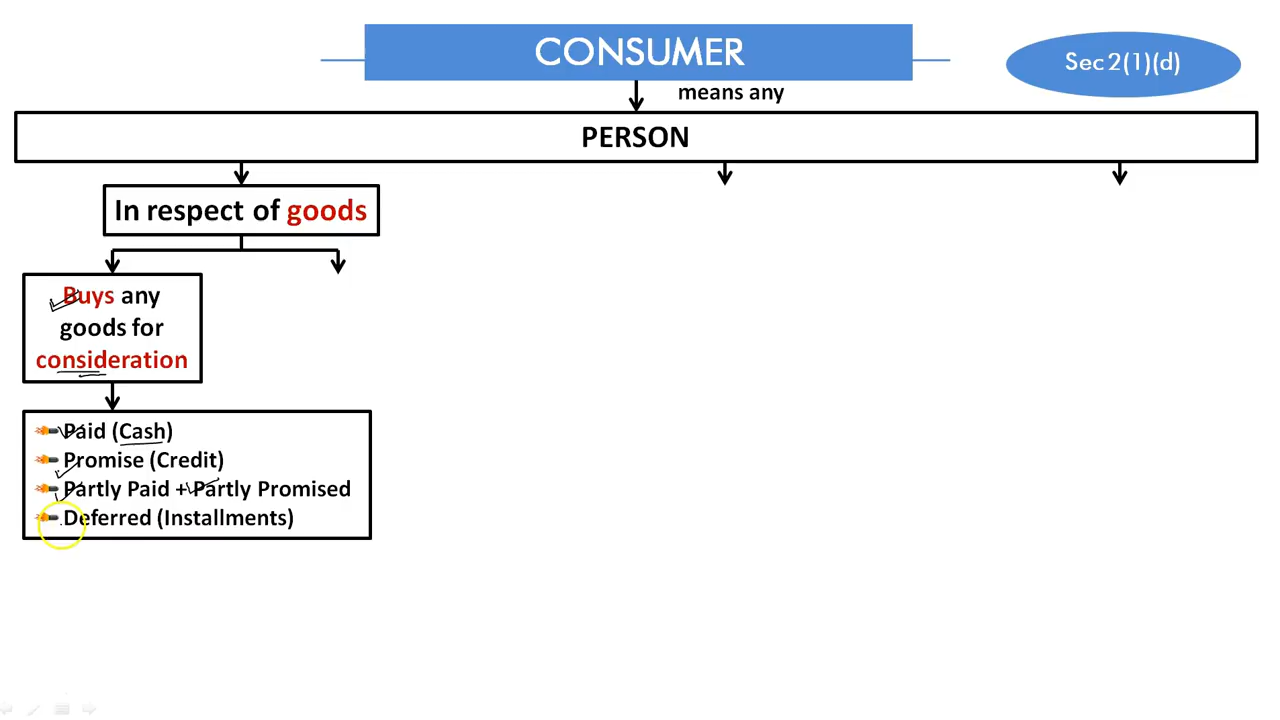 CONSUMER
Sec 2(1)(d)
means any
PERSON
In respect of goods
Buys any
goods for
consideration
Paid (Cash)
Promise (Credit)
Partly Paid + Partly Promised
Deferred (Installments)